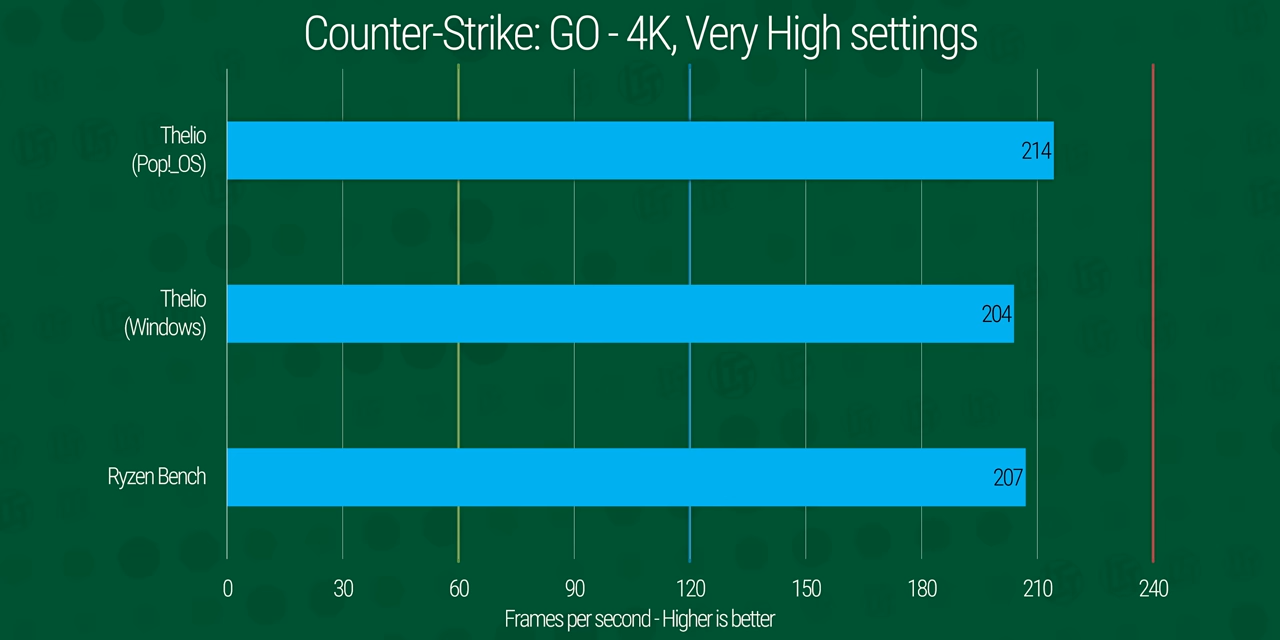 Counter-Strike: GO - 4K, Very High settings
Thelio
(Pop!_OS)
214
Thelio
(Windows)
204
Ryzen Bench
207
0 30 60 90 120 150 180 210 240
Frames per second - Higher is better